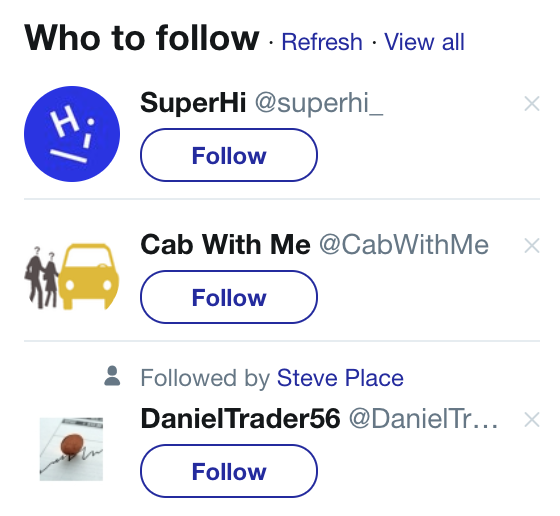 Who to follow · Refresh · View all
Hi
SuperHi @superhi_ ×
Follow
Cab With Me @CabWithMe ×
Follow
Followed by Steve Place
DanielTrader56 @DanielTr... ×
Follow